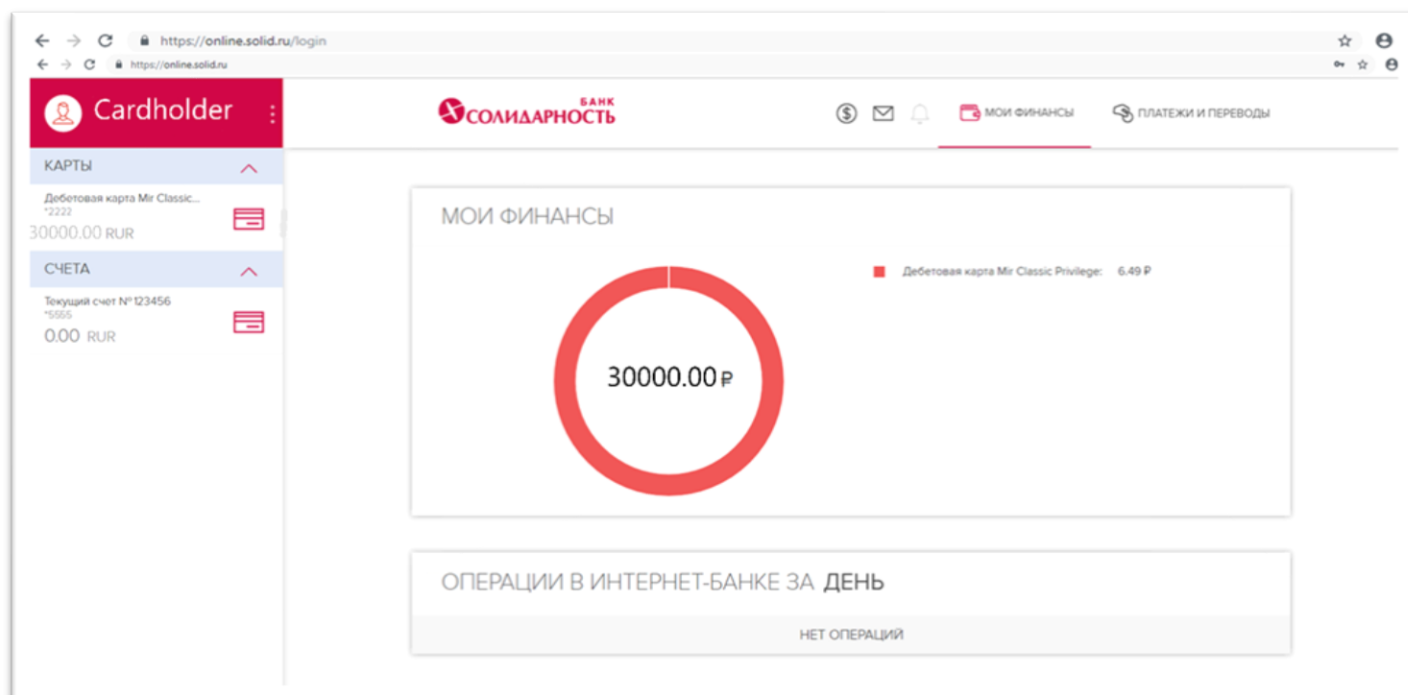 https://online.solid.ru/login
https://online.solid.ru
Cardholder
БАНК
СОЛИДАРНОСТЬ
МОИ ФИНАНСЫ
ПЛАТЕЖИ И ПЕРЕВОДЫ
КАРТЫ
Дебетовая карта Mir Classic...
*2222
30000.00 RUR
СЧЕТА
Текущий счет № 123456
*5555
0.00 RUR
МОИ ФИНАНСЫ
30000.00 ₽
Дебетовая карта Mir Classic Privilege: 6.49 ₽
ОПЕРАЦИИ В ИНТЕРНЕТ-БАНКЕ ЗА ДЕНЬ
НЕТ ОПЕРАЦИЙ